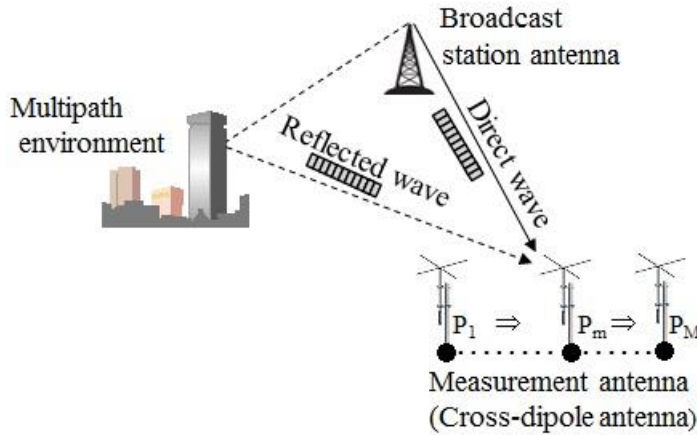 Broadcast
station antenna
Multipath
environment
Reflected wave
Direct wave
P1 ⇒ Pm ⇒ PM
Measurement antenna
(Cross-dipole antenna)